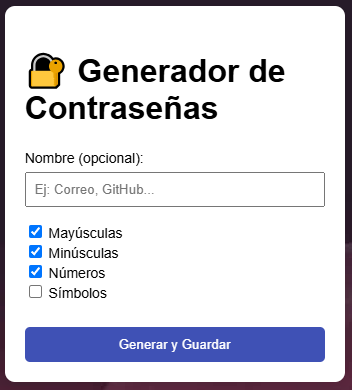 🔐 Generador de
Contraseñas
Nombre (opcional):
Ej: Correo, GitHub...
Mayúsculas
Minúsculas
Números
Símbolos
Generar y Guardar